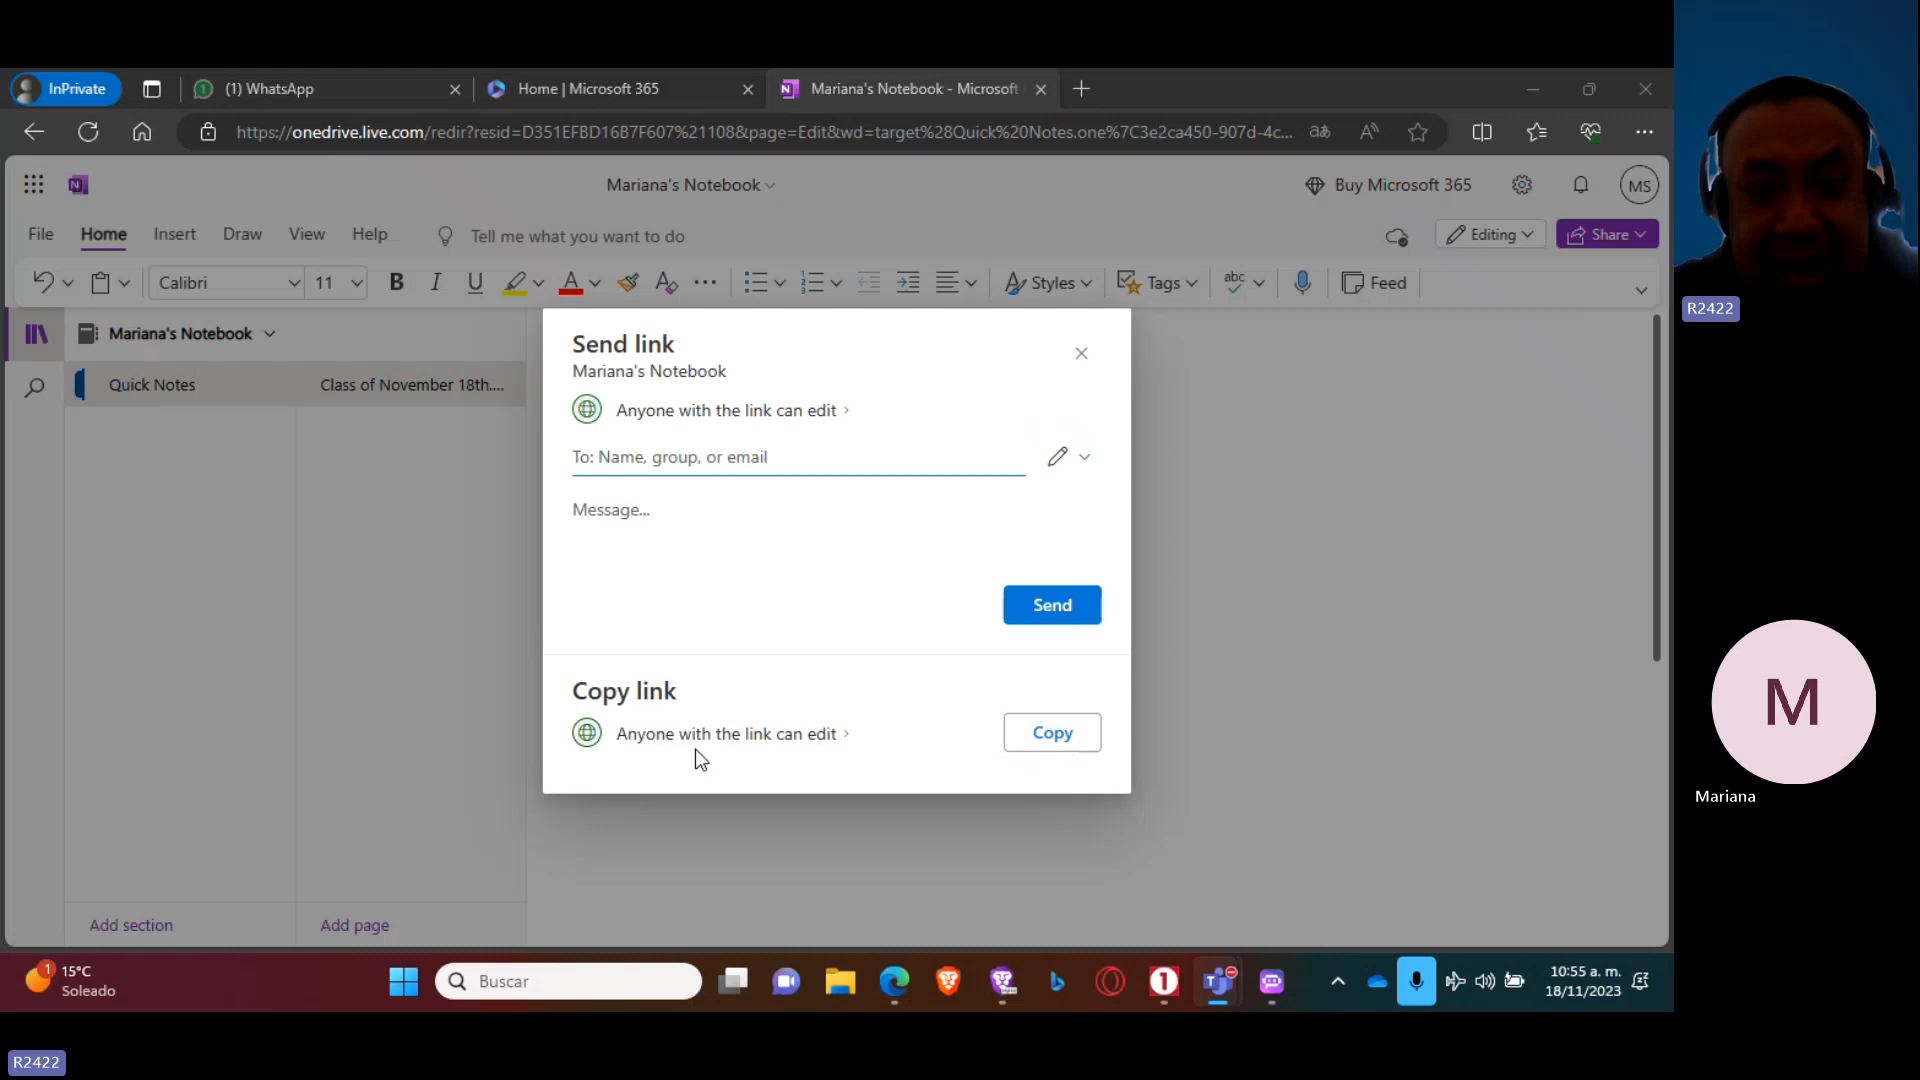 InPrivate
(1) WhatsApp
Home | Microsoft 365
Mariana's Notebook - Microsoft
https://onedrive.live.com/redir?resid=D351EFBD16B7F607%21108&page=Edit&wd=target%28Quick%20Notes.one%7C3e2ca450-907d-4c...
Mariana's Notebook
Buy Microsoft 365
MS
File
Home
Insert
Draw
View
Help
Tell me what you want to do
Editing
Share
Calibri
11
B
I
U
A
Styles
Tags
abc
Feed
Mariana's Notebook
Quick Notes
Class of November 18th....
Add section
Add page
Send link
Mariana's Notebook
Anyone with the link can edit
To: Name, group, or email
Message...
Send
Copy link
Anyone with the link can edit
Copy
R2422
M
Mariana
1
15°C
Soleado
Buscar
10:55 a. m.
18/11/2023
R2422